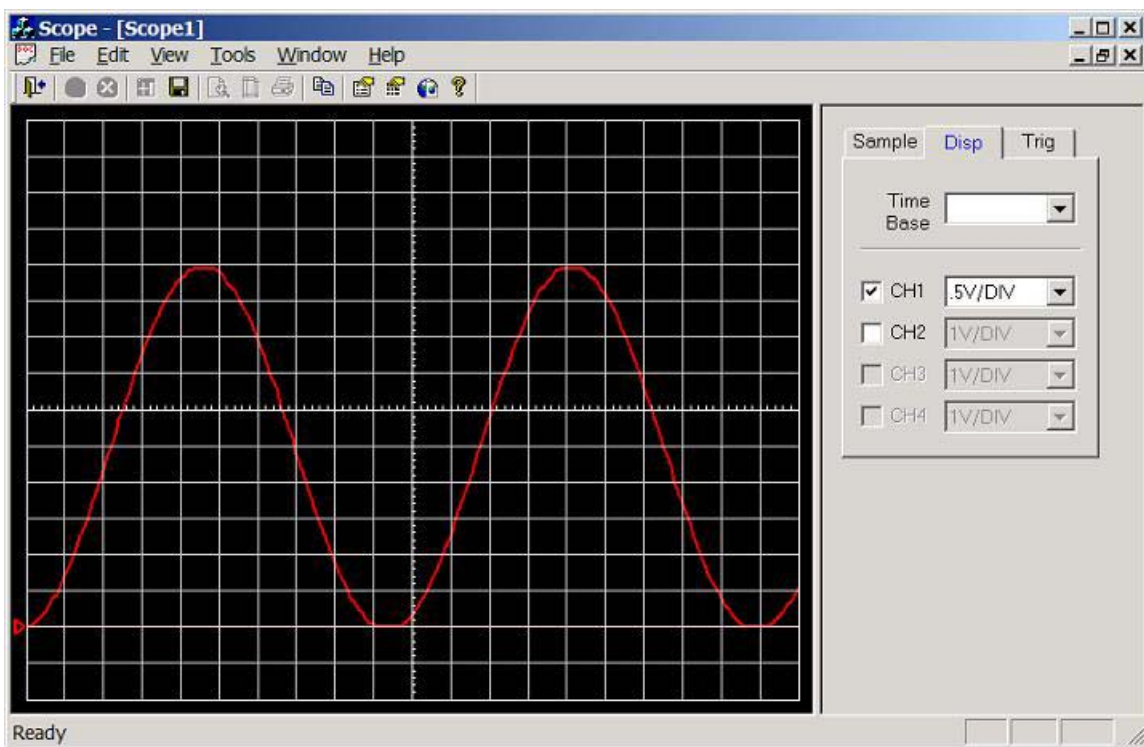 Scope - [Scope1]
File Edit View Tools Window Help
Sample Disp Trig
Time
Base
CH1 .5V/DIV
CH2 1V/DIV
CH3 1V/DIV
CH4 1V/DIV
Ready